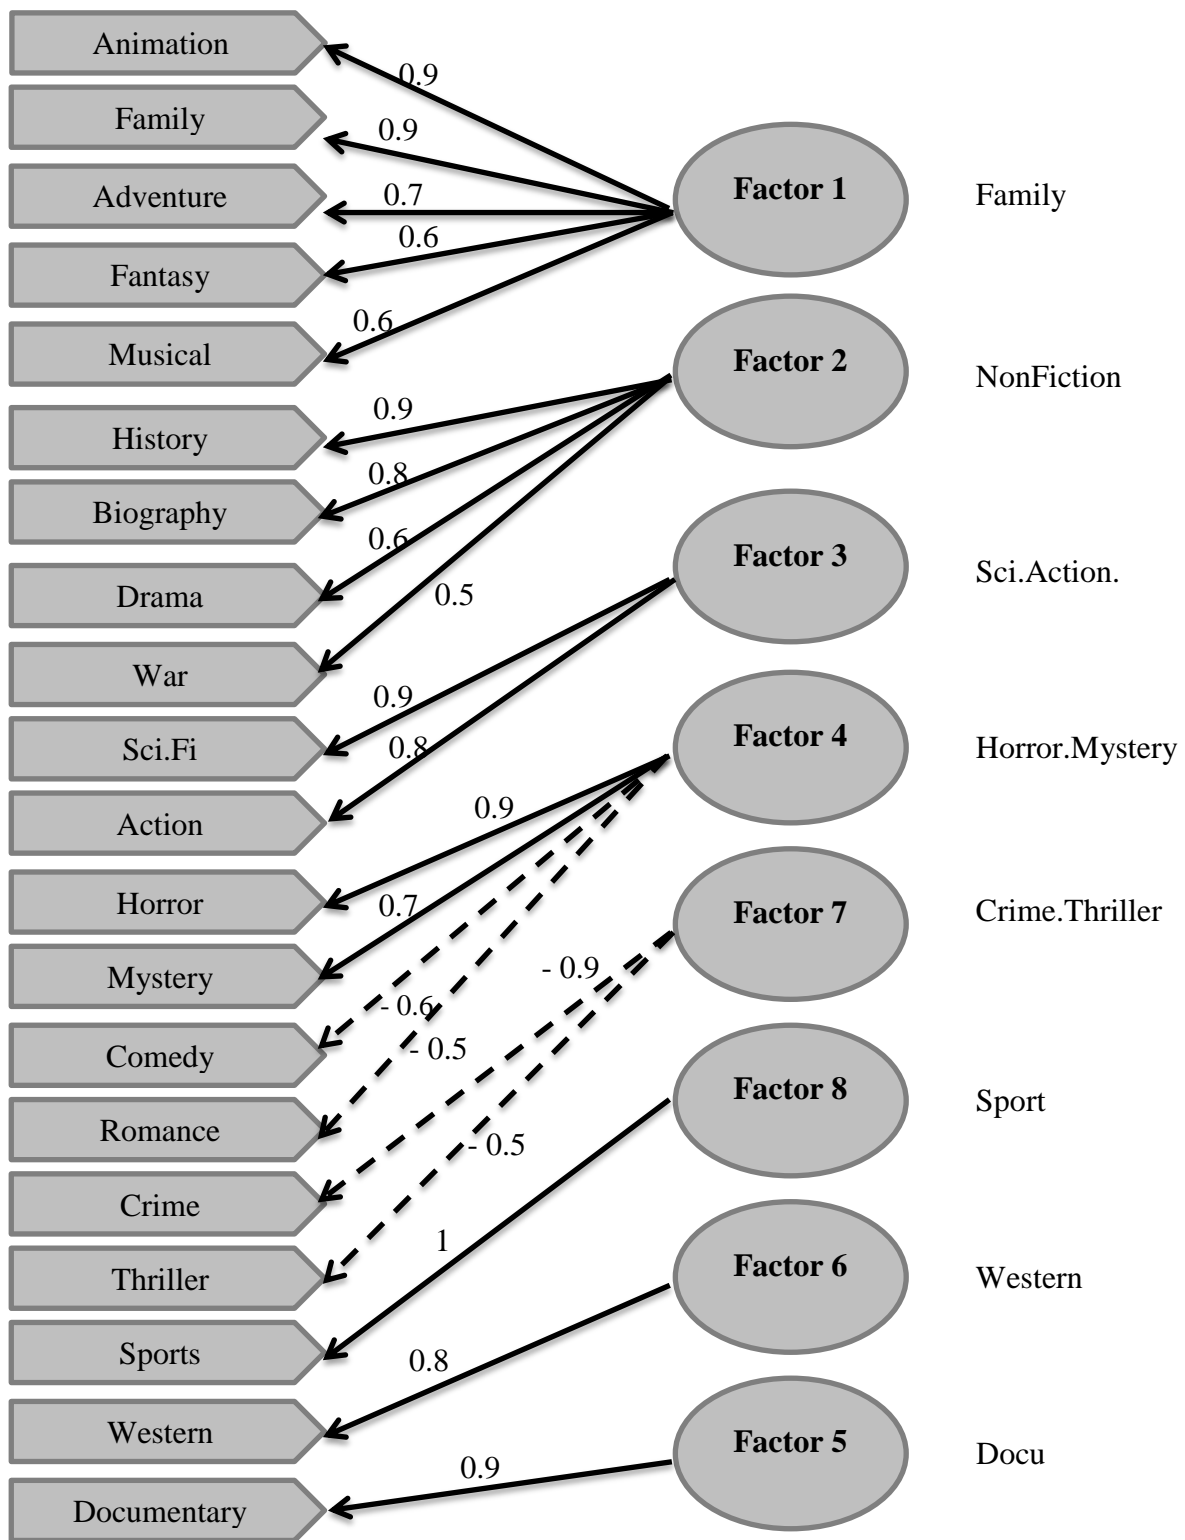 Animation
0.9
Family
0.9
Factor 1
Family
Adventure
0.7
0.6
Fantasy
0.6
Musical
Factor 2
NonFiction
0.9
History
0.8
Biography
0.6
Drama
0.5
Factor 3
Sci.Action.
War
0.9
Sci.Fi
0.8
Factor 4
Horror.Mystery
Action
0.9
Horror
0.7
Factor 7
Crime.Thriller
Mystery
- 0.9
- 0.6
Comedy
- 0.5
Factor 8
Sport
Romance
- 0.5
Crime
1
Thriller
Factor 6
Western
Sports
0.8
Western
Factor 5
Docu
0.9
Documentary